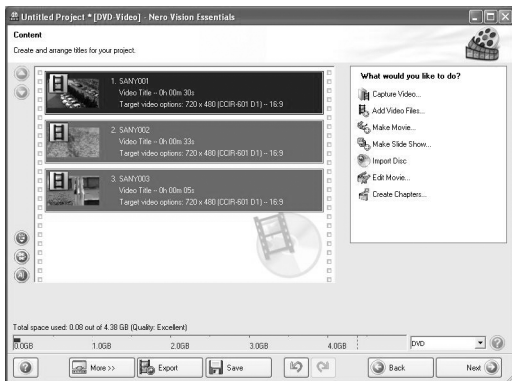 Untitled Project *[DVD-Video] - Nero Vision Essentials
Content
Create and arrange titles for your project.
1. SANY001
Video Title – 0h 00m 30s
Target video options: 720 x 480 (CCIR-601 D1) – 16:9
2. SANY002
Video Title – 0h 00m 33s
Target video options: 720 x 480 (CCIR-601 D1) – 16:9
3. SANY003
Video Title – 0h 00m 05s
Target video options: 720 x 480 (CCIR-601 D1) – 16:9
What would you like to do?
Capture Video...
Add Video Files...
Make Movie...
Make Slide Show...
Import Disc
Edit Movie...
Create Chapters...
Total space used: 0.08 out of 4.38 GB (Quality: Excellent)
0.0GB 1.0GB 2.0GB 3.0GB 4.0GB DVD
More >> Export Save Back Next